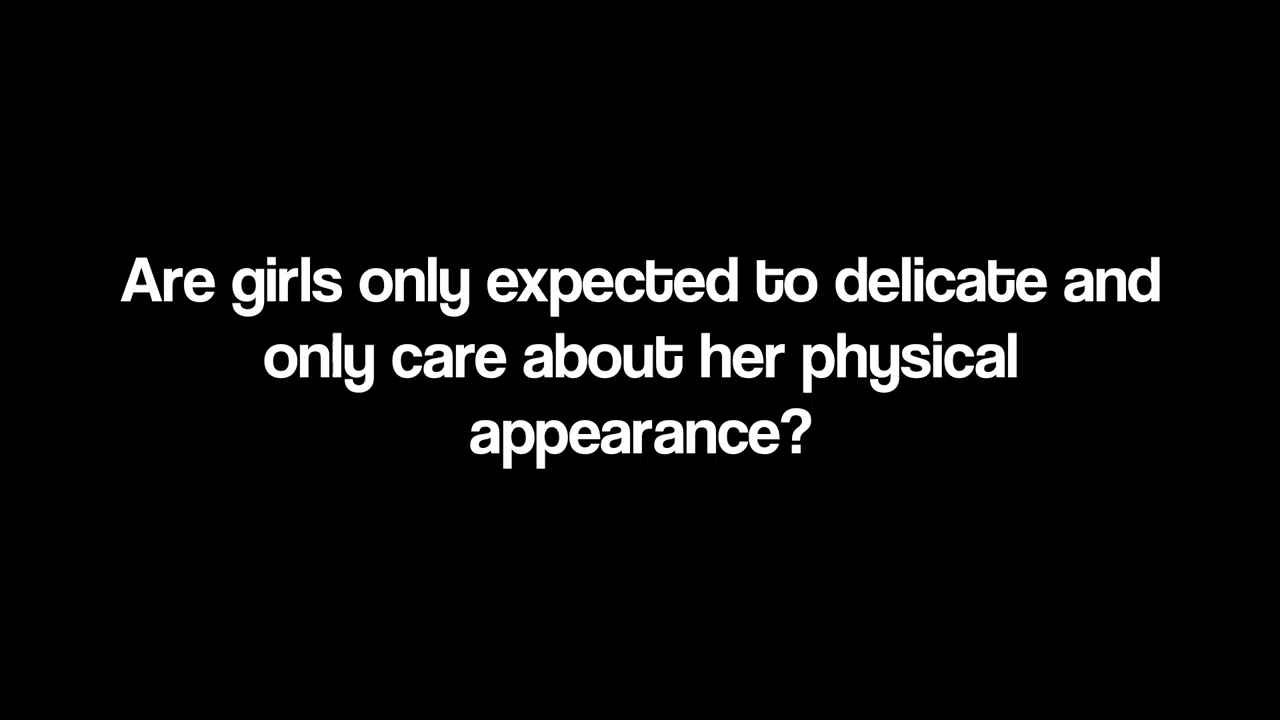 Are girls only expected to delicate and
only care about her physical
appearance?